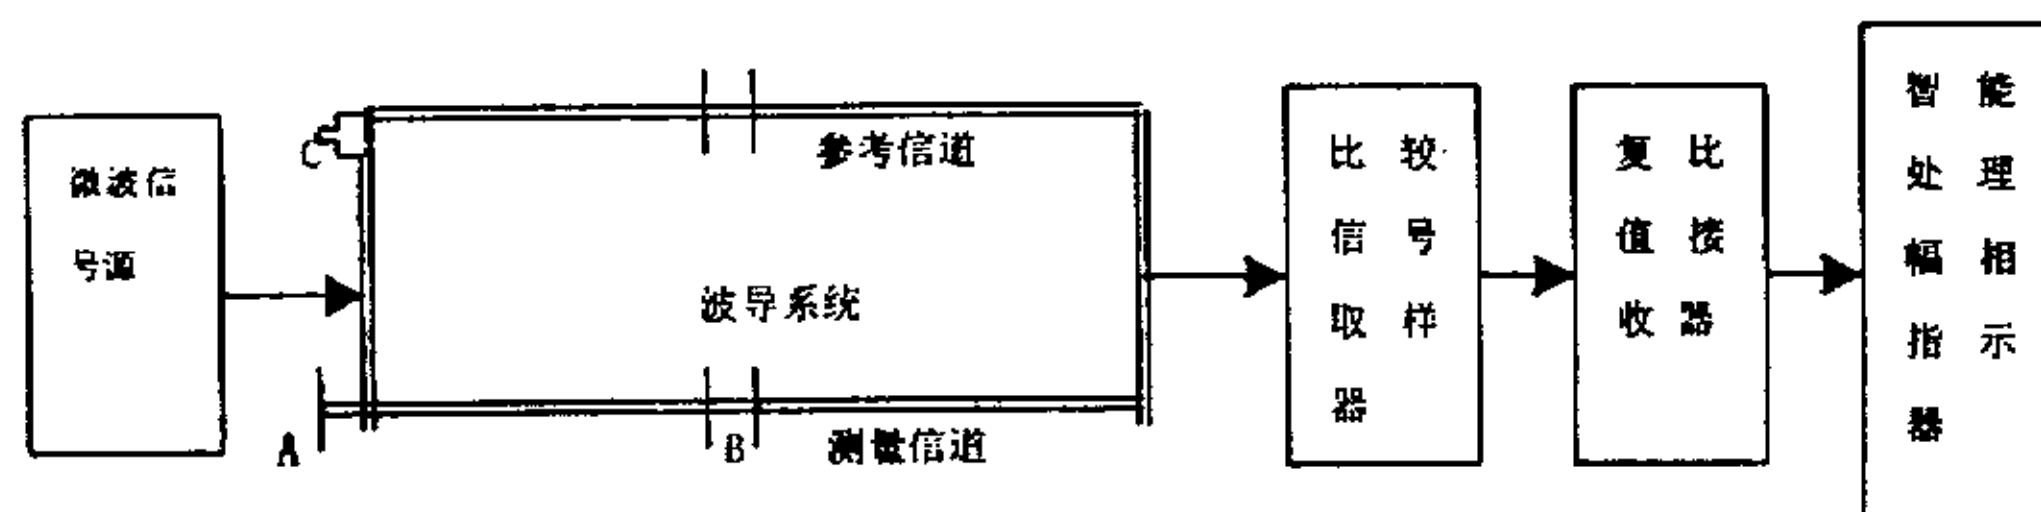 微波信
号源
C
参考信道
波导系统
A
B
测量信道
比较
信号
取样
器
复比
值接
收器
智能
处理
幅相
指示
器